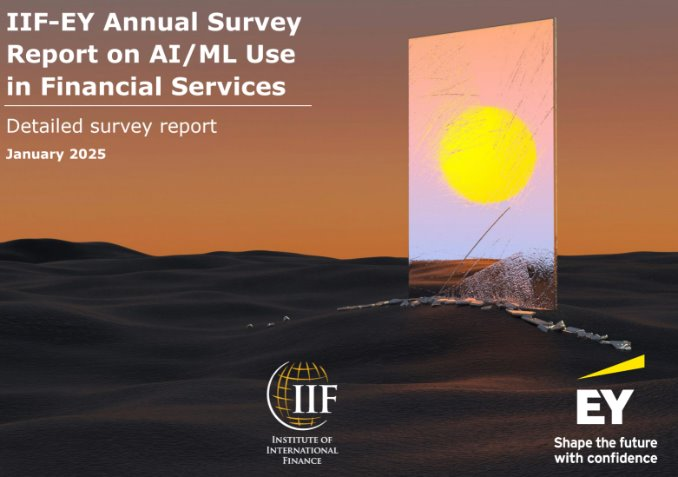 IIF-EY Annual Survey
Report on AI/ML Use
in Financial Services
Detailed survey report
January 2025
IIF
INSTITUTE OF
INTERNATIONAL
FINANCE
EY
Shape the future
with confidence